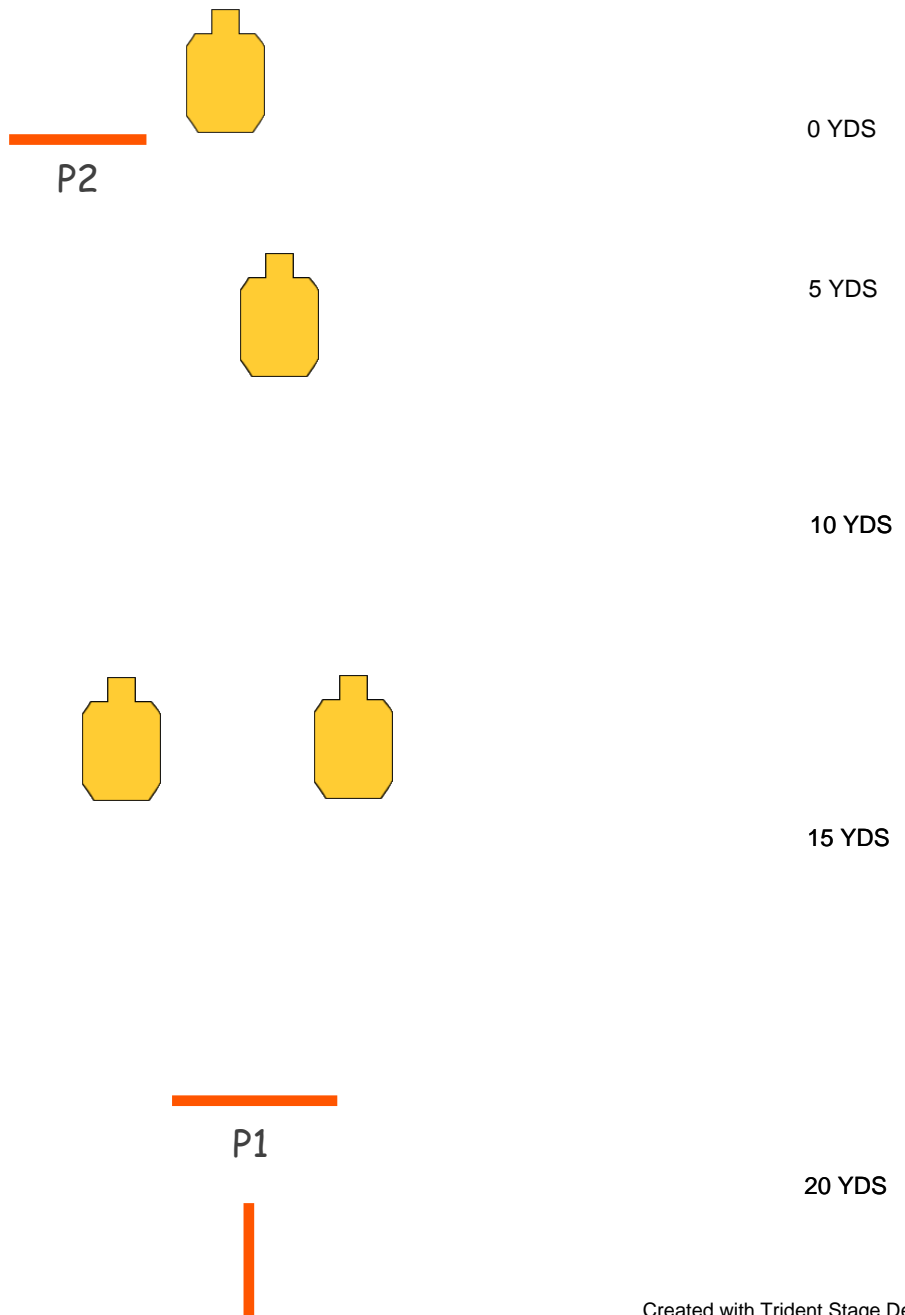 0 YDS
P2
5 YDS
10 YDS
15 YDS
P1
20 YDS
Created with Trident Stage De